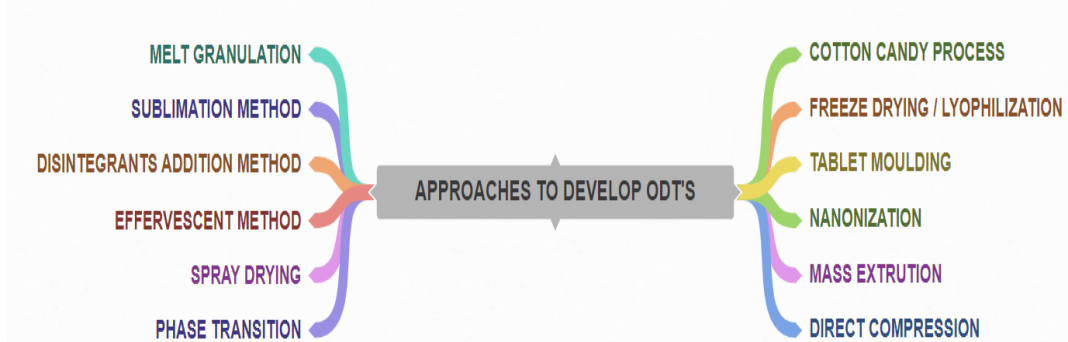 MELT GRANULATION
SUBLIMATION METHOD
DISINTEGRANTS ADDITION METHOD
EFFERVESCENT METHOD
SPRAY DRYING
PHASE TRANSITION
APPROACHES TO DEVELOP ODT'S
COTTON CANDY PROCESS
FREEZE DRYING / LYOPHILIZATION
TABLET MOULDING
NANONIZATION
MASS EXTRUTION
DIRECT COMPRESSION